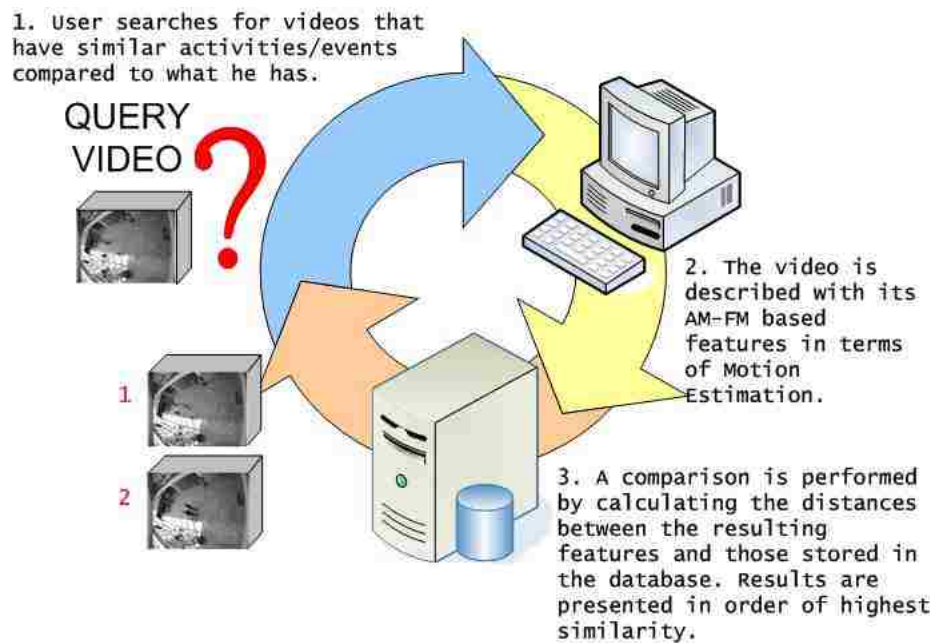 1. User searches for videos that
have similar activities/events
compared to what he has.
QUERY
VIDEO
?
2. The video is
described with its
AM-FM based
features in terms
of Motion
Estimation.
1
2
3. A comparison is performed
by calculating the distances
between the resulting
features and those stored in
the database. Results are
presented in order of highest
similarity.